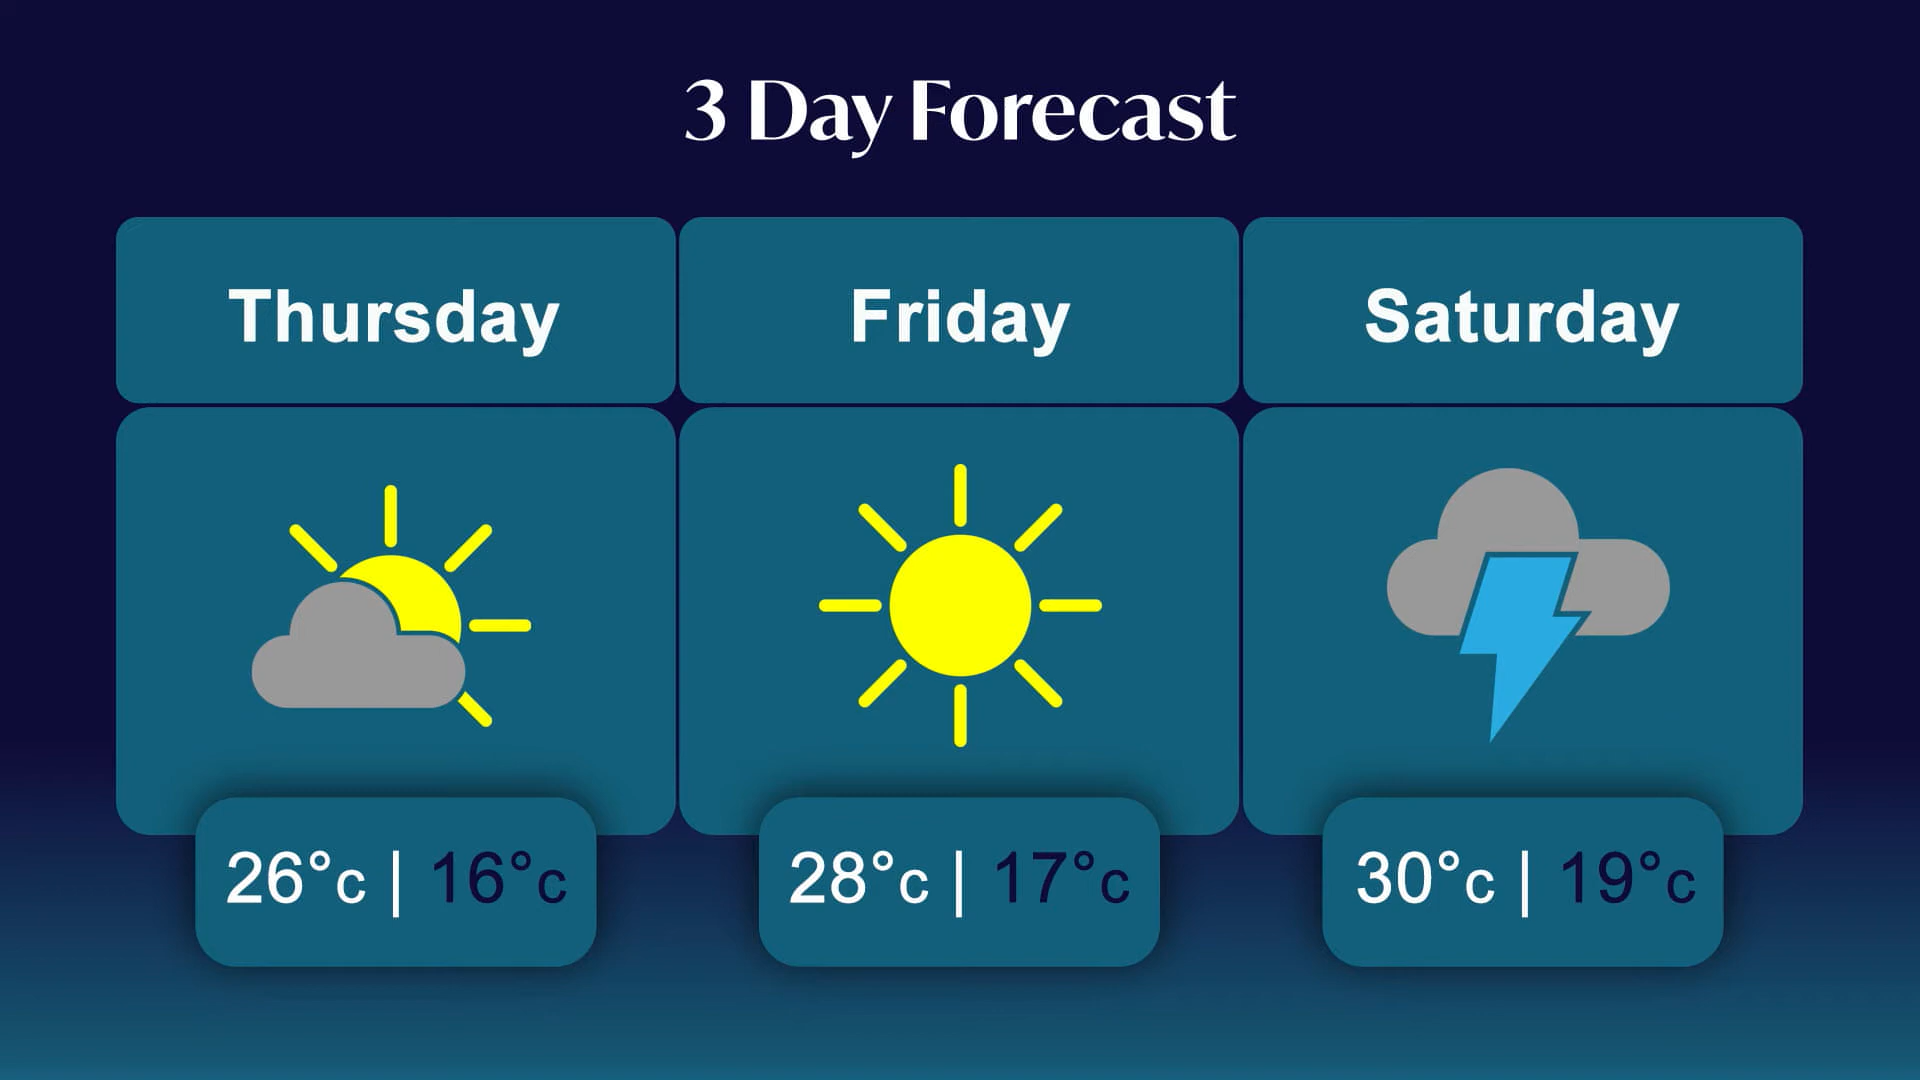 3 Day Forecast
Thursday
Friday
Saturday
26°c | 16°c
28°c | 17°c
30°c | 19°c